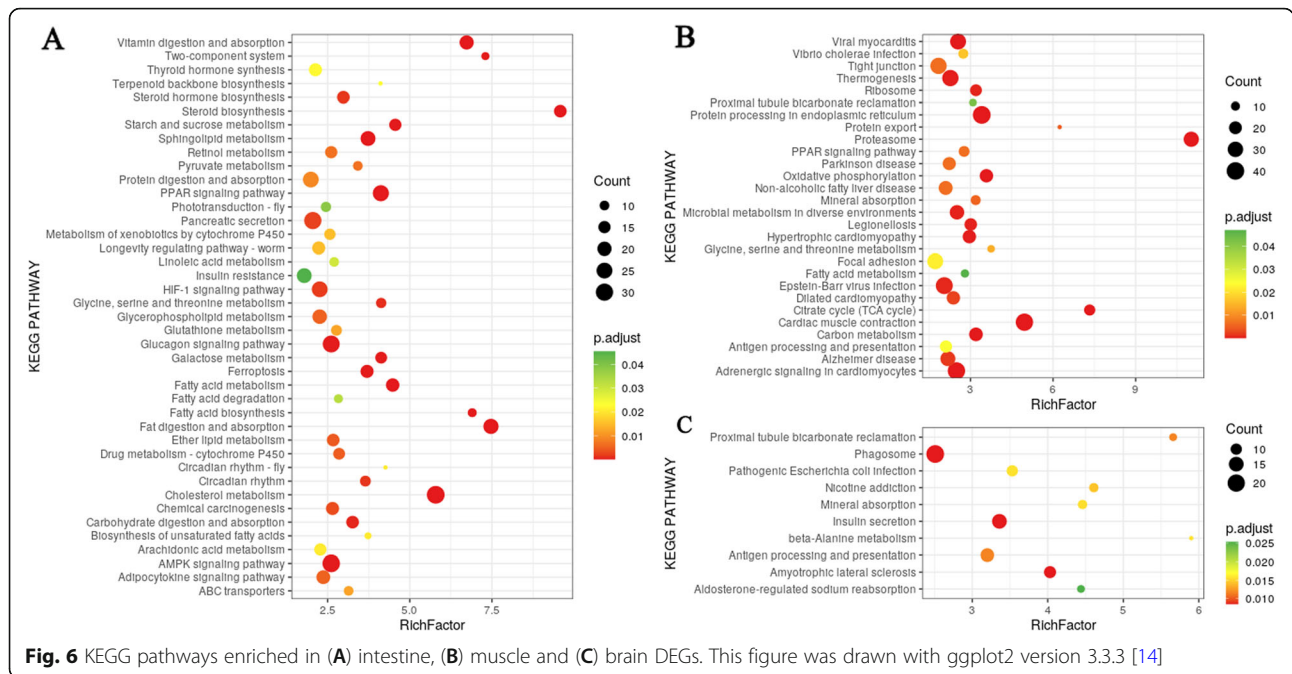 A
KEGG PATHWAY
Vitamin digestion and absorption
Two-component system
Thyroid hormone synthesis
Terpenoid backbone biosynthesis
Steroid hormone biosynthesis
Steroid biosynthesis
Starch and sucrose metabolism
Sphingolipid metabolism
Retinol metabolism
Pyruvate metabolism
Protein digestion and absorption
PPAR signaling pathway
Phototransduction - fly
Pancreatic secretion
Metabolism of xenobiotics by cytochrome P450
Longevity regulating pathway - worm
Linoleic acid metabolism
Insulin resistance
HIF-1 signaling pathway
Glycine, serine and threonine metabolism
Glycerophospholipid metabolism
Glutathione metabolism
Glucagon signaling pathway
Galactose metabolism
Ferroptosis
Fatty acid metabolism
Fatty acid degradation
Fatty acid biosynthesis
Fat digestion and absorption
Ether lipid metabolism
Drug metabolism - cytochrome P450
Circadian rhythm - fly
Circadian rhythm
Cholesterol metabolism
Chemical carcinogenesis
Carbohydrate digestion and absorption
Biosynthesis of unsaturated fatty acids
Arachidonic acid metabolism
AMPK signaling pathway
Adipocytokine signaling pathway
ABC transporters
2.5 5.0 7.5
RichFactor
Count
10
15
20
25
30
p.adjust
0.04
0.03
0.02
0.01
B
KEGG PATHWAY
Viral myocarditis
Vibrio cholerae infection
Tight junction
Thermogenesis
Ribosome
Proximal tubule bicarbonate reclamation
Protein processing in endoplasmic reticulum
Protein export
Proteasome
PPAR signaling pathway
Parkinson disease
Oxidative phosphorylation
Non-alcoholic fatty liver disease
Mineral absorption
Microbial metabolism in diverse environments
Legionellosis
Hypertrophic cardiomyopathy
Glycine, serine and threonine metabolism
Focal adhesion
Fatty acid metabolism
Epstein-Barr virus infection
Dilated cardiomyopathy
Citrate cycle (TCA cycle)
Cardiac muscle contraction
Carbon metabolism
Antigen processing and presentation
Alzheimer disease
Adrenergic signaling in cardiomyocytes
3 6 9
RichFactor
Count
10
20
30
40
p.adjust
0.04
0.03
0.02
0.01
C
KEGG PATHWAY
Proximal tubule bicarbonate reclamation
Phagosome
Pathogenic Escherichia coli infection
Nicotine addiction
Mineral absorption
Insulin secretion
beta-Alanine metabolism
Antigen processing and presentation
Amyotrophic lateral sclerosis
Aldosterone-regulated sodium reabsorption
3 4 5 6
RichFactor
Count
10
15
20
p.adjust
0.025
0.020
0.015
0.010
Fig. 6 KEGG pathways enriched in (A) intestine, (B) muscle and (C) brain DEGs. This figure was drawn with ggplot2 version 3.3.3 [14]